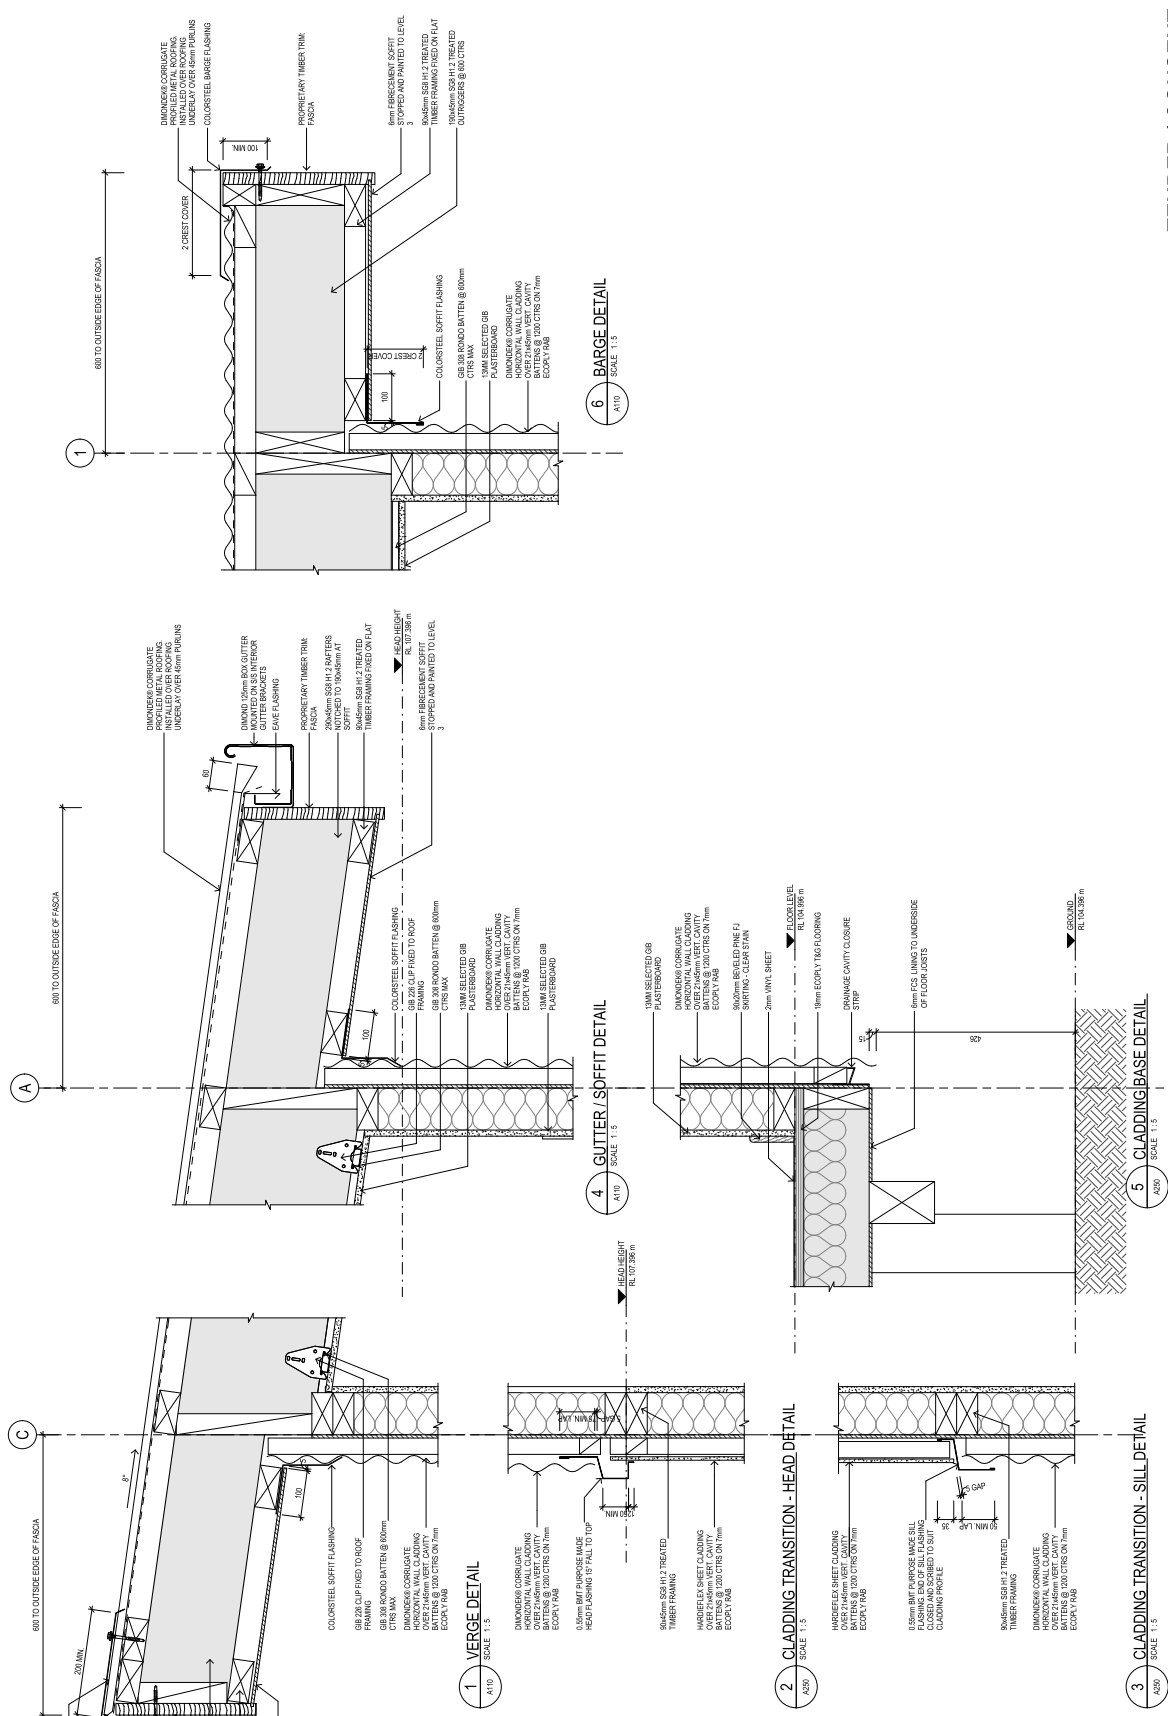 C
600 TO OUTSIDE EDGE OF FASCIA
200 MIN.
8°
100
5
COLORSTEEL SOFFIT FLASHING
GIB 226 CLIP FIXED TO ROOF
FRAMING
GIB 308 RONDO BATTEN @ 600mm
CTRS MAX
DIMONDEK® CORRUGATE
HORIZONTAL WALL CLADDING
OVER 21x45mm VERT. CAVITY
BATTENS @ 1200 CTRS ON 7mm
ECOPLY RAB
1
A110
VERGE DETAIL
SCALE 1 : 5
DIMONDEK® CORRUGATE
HORIZONTAL WALL CLADDING
OVER 21x45mm VERT. CAVITY
BATTENS @ 1200 CTRS ON 7mm
ECOPLY RAB
0.55mm BMT PURPOSE MADE
HEAD FLASHING 15° FALL TO TOP
75 MIN. LAP
5 GAP
HEAD HEIGHT
RL 107.396 m
90x45mm SG8 H1.2 TREATED
TIMBER FRAMING
HARDIEFLEX SHEET CLADDING
OVER 21x45mm VERT. CAVITY
BATTENS @ 1200 CTRS ON 7mm
ECOPLY RAB
2
A250
CLADDING TRANSITION - HEAD DETAIL
SCALE 1 : 5
HARDIEFLEX SHEET CLADDING
OVER 21x45mm VERT. CAVITY
BATTENS @ 1200 CTRS ON 7mm
ECOPLY RAB
0.55mm BMT PURPOSE MADE SILL
FLASHING. END OF SILL FLASHING
CLOSED AND SCRIBED TO SUIT
CLADDING PROFILE
35
5 GAP
50 MIN. LAP
90x45mm SG8 H1.2 TREATED
TIMBER FRAMING
DIMONDEK® CORRUGATE
HORIZONTAL WALL CLADDING
OVER 21x45mm VERT. CAVITY
BATTENS @ 1200 CTRS ON 7mm
ECOPLY RAB
3
A250
CLADDING TRANSITION - SILL DETAIL
SCALE 1 : 5
A
600 TO OUTSIDE EDGE OF FASCIA
DIMONDEK® CORRUGATE
PROFILED METAL ROOFING.
INSTALLED OVER ROOFING
UNDERLAY OVER 45mm PURLINS
60
DIMOND 125mm BOX GUTTER
MOUNTED ON S/S INTERIOR
GUTTER BRACKETS
EAVE FLASHING
PROPRIETARY TIMBER TRIM:
FASCIA
290x45mm SG8 H1.2 RAFTERS
NOTCHED TO 190x45mm AT
SOFFIT
90x45mm SG8 H1.2 TREATED
TIMBER FRAMING FIXED ON FLAT
HEAD HEIGHT
RL 107.396 m
6mm FIBRECEMENT SOFFIT
STOPPED AND PAINTED TO LEVEL
3
100
COLORSTEEL SOFFIT FLASHING
GIB 226 CLIP FIXED TO ROOF
FRAMING
GIB 308 RONDO BATTEN @ 600mm
CTRS MAX
13MM SELECTED GIB
PLASTERBOARD
DIMONDEK® CORRUGATE
HORIZONTAL WALL CLADDING
OVER 21x45mm VERT. CAVITY
BATTENS @ 1200 CTRS ON 7mm
ECOPLY RAB
13MM SELECTED GIB
PLASTERBOARD
4
A110
GUTTER / SOFFIT DETAIL
SCALE 1 : 5
13MM SELECTED GIB
PLASTERBOARD
DIMONDEK® CORRUGATE
HORIZONTAL WALL CLADDING
OVER 21x45mm VERT. CAVITY
BATTENS @ 1200 CTRS ON 7mm
ECOPLY RAB
90x20mm BEVELED PINE FJ
SKIRTING - CLEAR STAIN
2mm VINYL SHEET
FLOOR LEVEL
RL 104.996 m
19mm ECOPLY T&G FLOORING
DRAINAGE CAVITY CLOSURE
STRIP
15
426
6mm FCS. LINING TO UNDERSIDE
OF FLOOR JOISTS
GROUND
RL 104.396 m
5
A250
CLADDING BASE DETAIL
SCALE 1 : 5
1
600 TO OUTSIDE EDGE OF FASCIA
DIMONDEK® CORRUGATE
PROFILED METAL ROOFING.
INSTALLED OVER ROOFING
UNDERLAY OVER 45mm PURLINS
COLORSTEEL BARGE FLASHING
2 CREST COVER
100 MIN.
PROPRIETARY TIMBER TRIM:
FASCIA
6mm FIBRECEMENT SOFFIT
STOPPED AND PAINTED TO LEVEL
3
90x45mm SG8 H1.2 TREATED
TIMBER FRAMING FIXED ON FLAT
190x45mm SG8 H1.2 TREATED
OUTRIGGERS @ 600 CTRS
2 CREST COVER
100
5
COLORSTEEL SOFFIT FLASHING
GIB 308 RONDO BATTEN @ 600mm
CTRS MAX
13MM SELECTED GIB
PLASTERBOARD
DIMONDEK® CORRUGATE
HORIZONTAL WALL CLADDING
OVER 21x45mm VERT. CAVITY
BATTENS @ 1200 CTRS ON 7mm
ECOPLY RAB
6
A110
BARGE DETAIL
SCALE 1 : 5